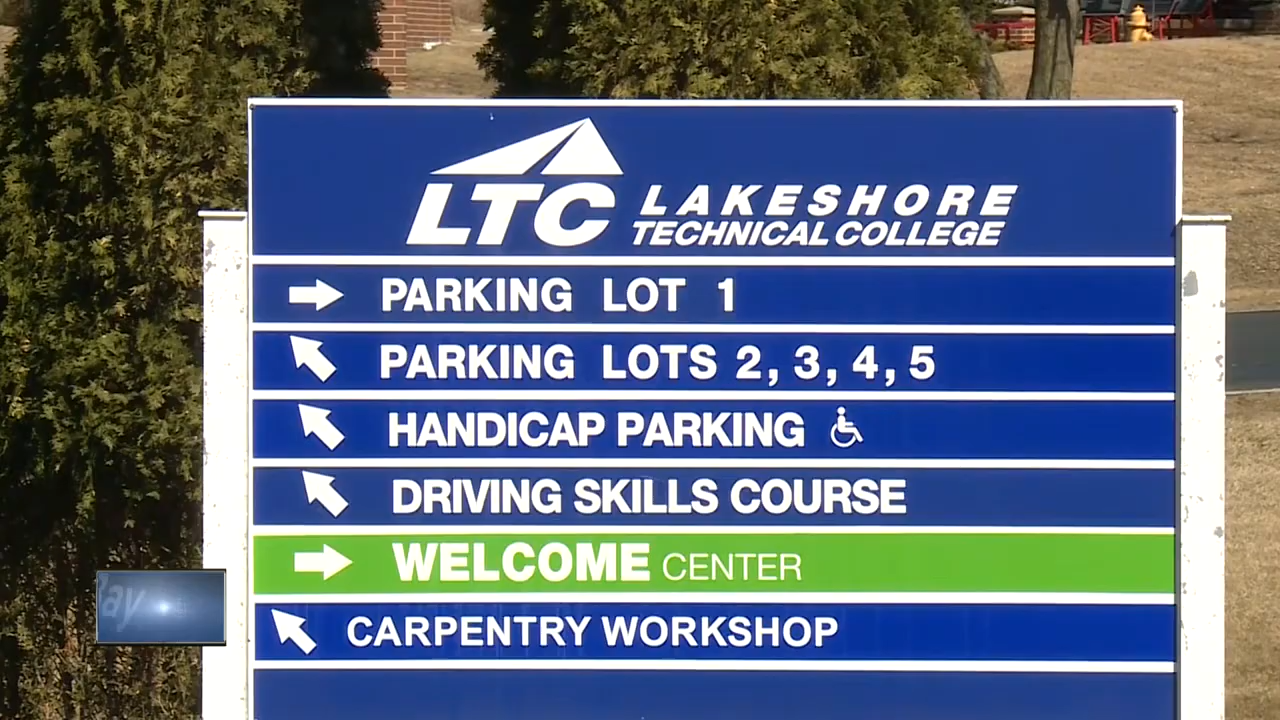 LTC LAKESHORE
TECHNICAL COLLEGE
PARKING LOT 1
PARKING LOTS 2, 3, 4, 5
HANDICAP PARKING
DRIVING SKILLS COURSE
WELCOME CENTER
CARPENTRY WORKSHOP